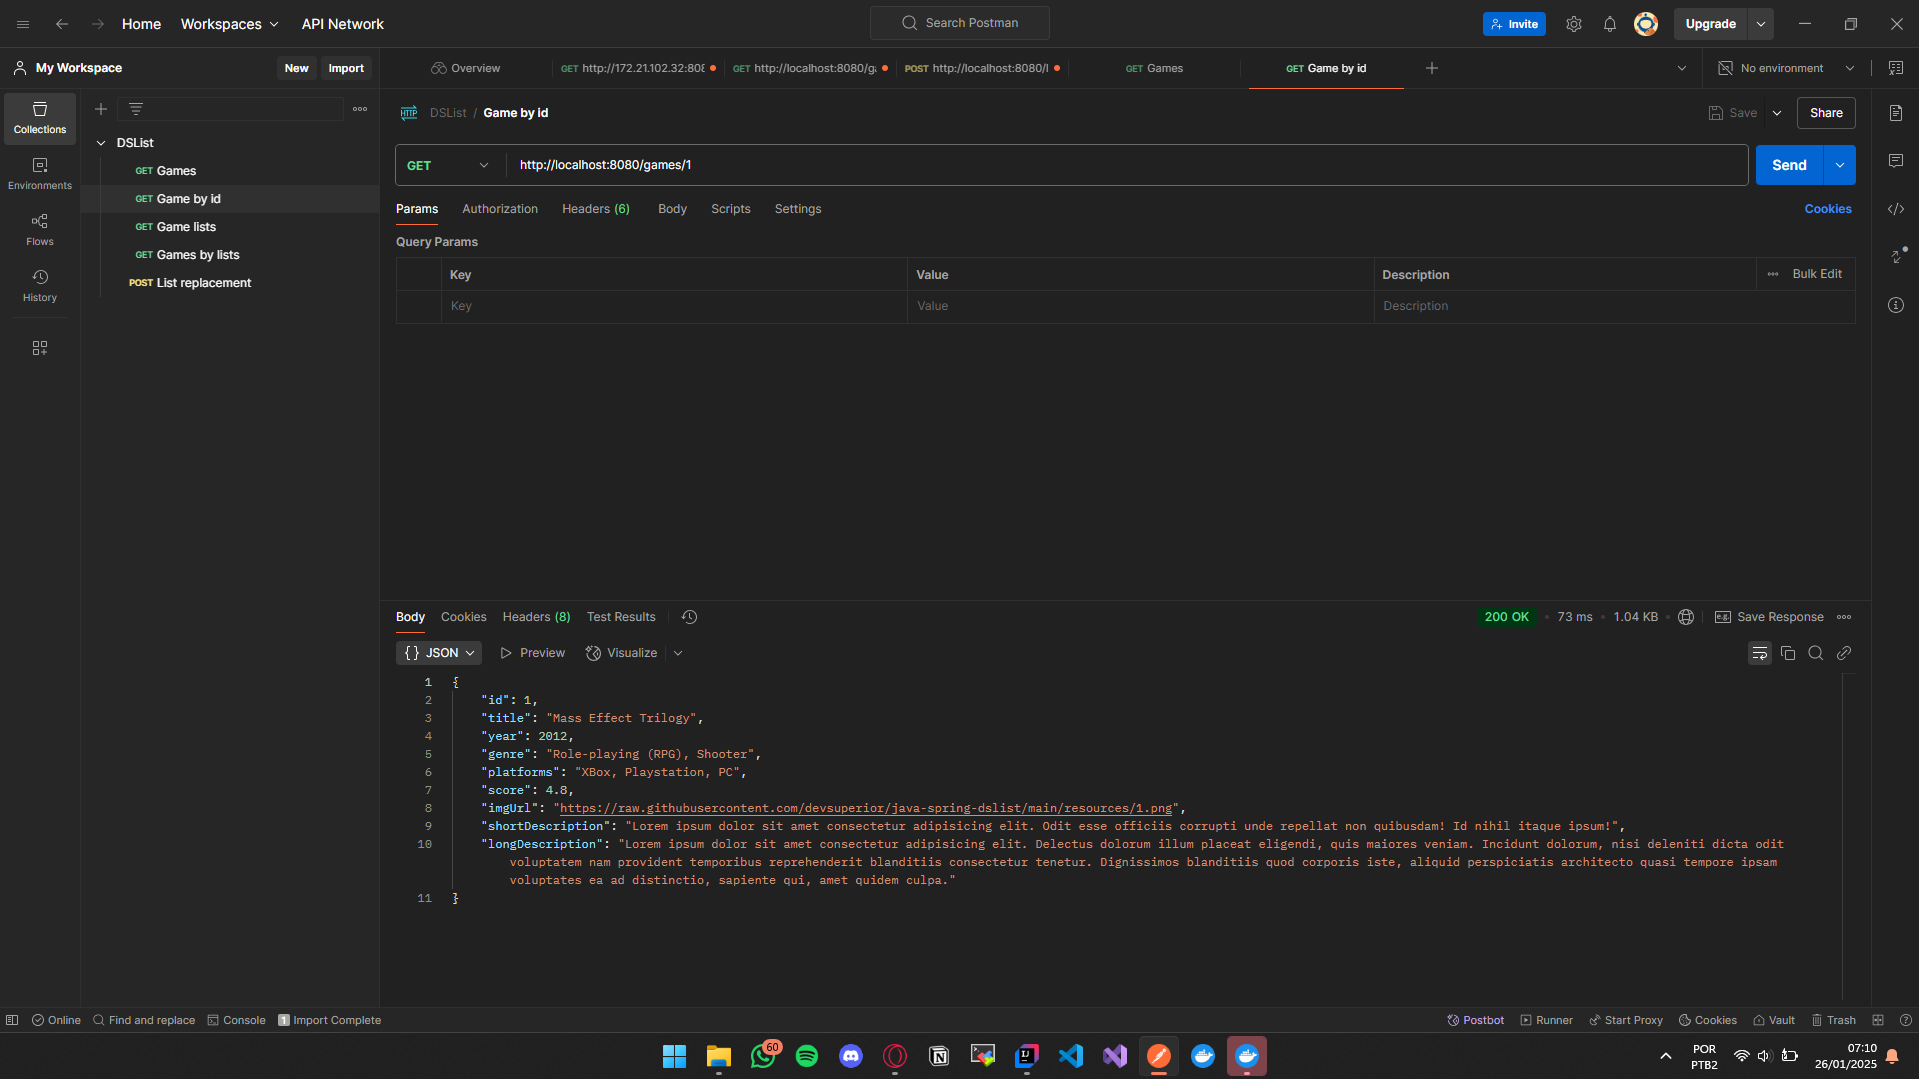 Home Workspaces API Network Search Postman Invite Upgrade
My Workspace New Import Overview GET http://172.21.102.32:808 GET http://localhost:8080/ga POST http://localhost:8080/l GET Games GET Game by id No environment
Collections
Environments
Flows
History
DSList
GET Games
GET Game by id
GET Game lists
GET Games by lists
POST List replacement
HTTP DSList / Game by id Save Share
GET http://localhost:8080/games/1 Send
Params Authorization Headers (6) Body Scripts Settings Cookies
Query Params
Key Value Description Bulk Edit
Key Value Description
Body Cookies Headers (8) Test Results 200 OK 73 ms 1.04 KB e.g. Save Response
{} JSON Preview Visualize
1 {
2 "id": 1,
3 "title": "Mass Effect Trilogy",
4 "year": 2012,
5 "genre": "Role-playing (RPG), Shooter",
6 "platforms": "XBox, Playstation, PC",
7 "score": 4.8,
8 "imgUrl": "https://raw.githubusercontent.com/devsuperior/java-spring-dslist/main/resources/1.png",
9 "shortDescription": "Lorem ipsum dolor sit amet consectetur adipisicing elit. Odit esse officiis corrupti unde repellat non quibusdam! Id nihil itaque ipsum!",
10 "longDescription": "Lorem ipsum dolor sit amet consectetur adipisicing elit. Delectus dolorum illum placeat eligendi, quis maiores veniam. Incidunt dolorum, nisi deleniti dicta odit
voluptatem nam provident temporibus reprehenderit blanditiis consectetur tenetur. Dignissimos blanditiis quod corporis iste, aliquid perspiciatis architecto quasi tempore ipsam
voluptates ea ad distinctio, sapiente qui, amet quidem culpa."
11 }
Online Find and replace Console 1 Import Complete Postbot Runner Start Proxy Cookies Vault Trash
60
POR
PTB2
07:10
26/01/2025